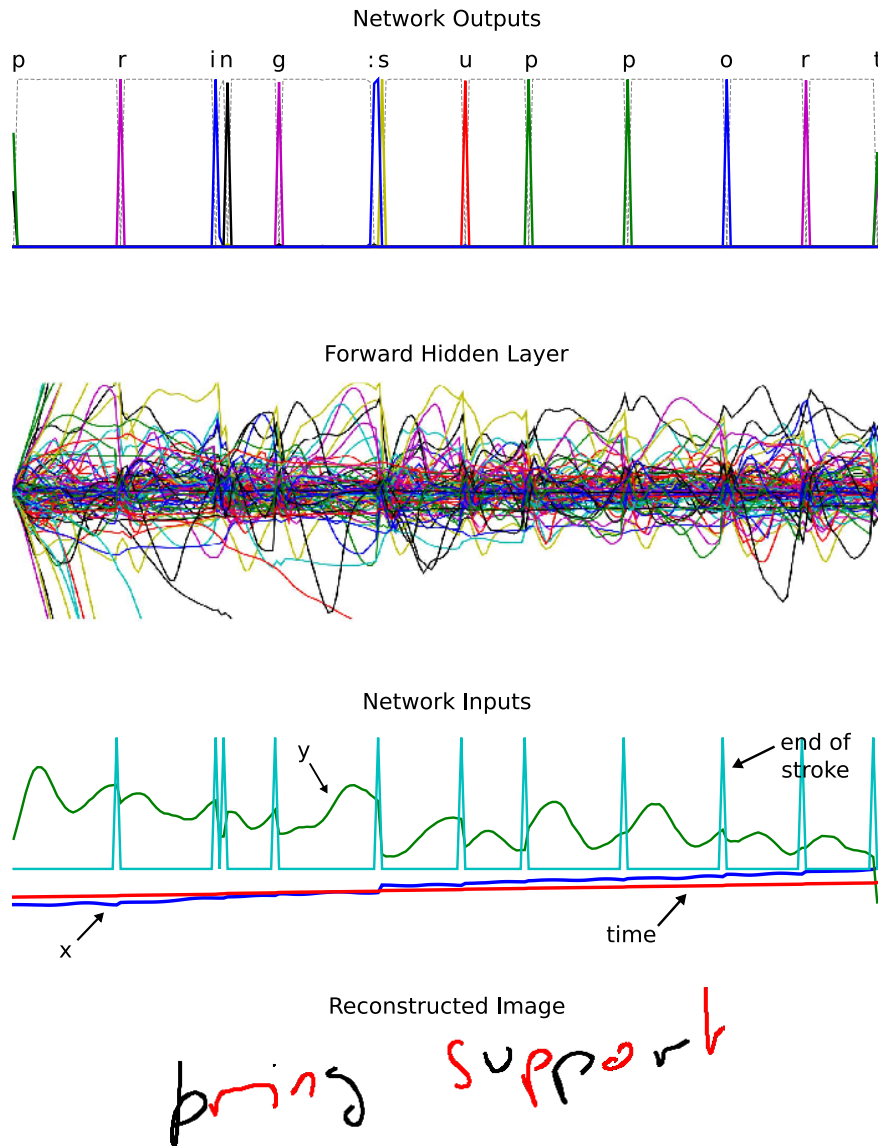 Network Outputs
p r i n g : s u p p o r t
Forward Hidden Layer
Network Inputs
y
end of
stroke
x
time
Reconstructed Image
bring support